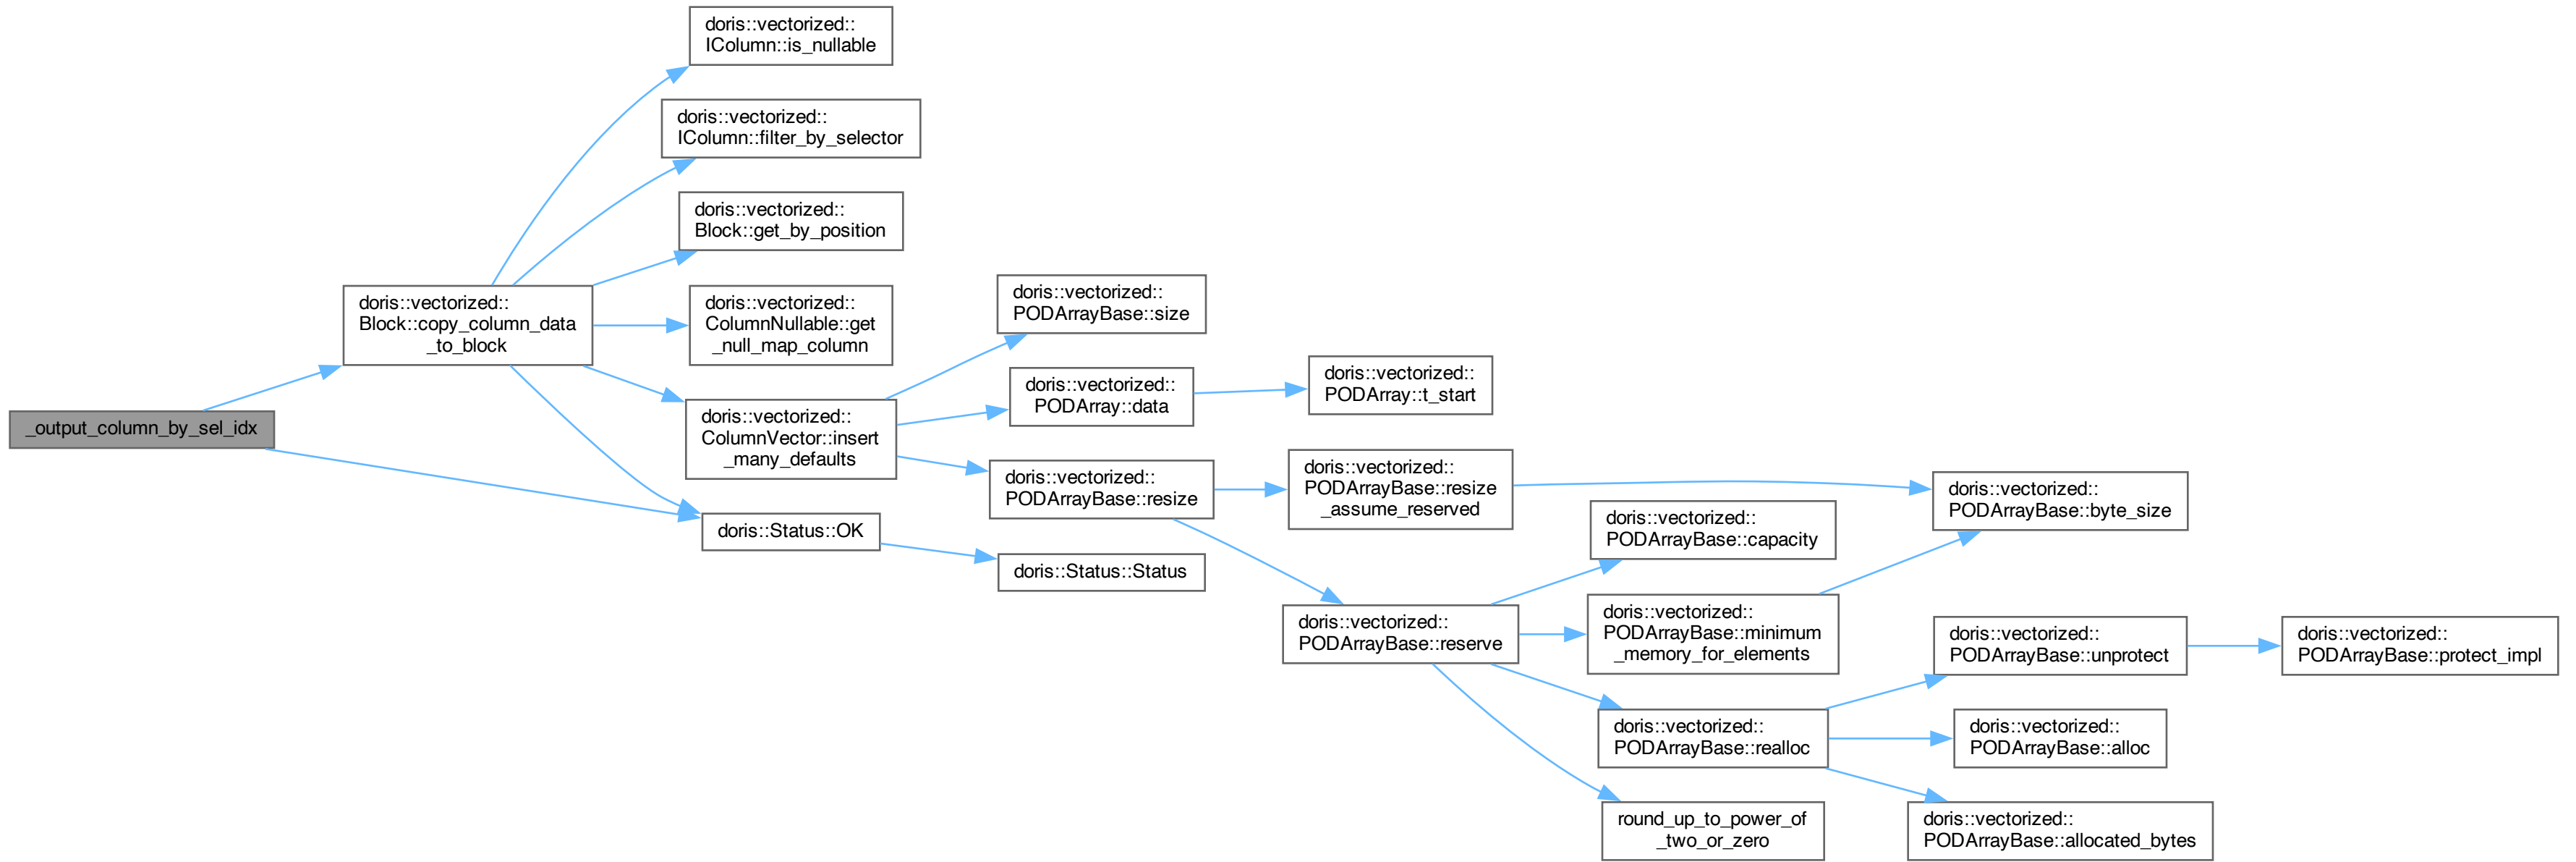 _output_column_by_sel_idx
doris::vectorized::
Block::copy_column_data
_to_block
doris::vectorized::
IColumn::is_nullable
doris::vectorized::
IColumn::filter_by_selector
doris::vectorized::
Block::get_by_position
doris::vectorized::
ColumnNullable::get
_null_map_column
doris::vectorized::
ColumnVector::insert
_many_defaults
doris::Status::OK
doris::vectorized::
PODArrayBase::size
doris::vectorized::
PODArray::data
doris::vectorized::
PODArrayBase::resize
doris::Status::Status
doris::vectorized::
PODArray::t_start
doris::vectorized::
PODArrayBase::resize
_assume_reserved
doris::vectorized::
PODArrayBase::reserve
doris::vectorized::
PODArrayBase::capacity
doris::vectorized::
PODArrayBase::minimum
_memory_for_elements
doris::vectorized::
PODArrayBase::realloc
round_up_to_power_of
_two_or_zero
doris::vectorized::
PODArrayBase::byte_size
doris::vectorized::
PODArrayBase::unprotect
doris::vectorized::
PODArrayBase::alloc
doris::vectorized::
PODArrayBase::allocated_bytes
doris::vectorized::
PODArrayBase::protect_impl